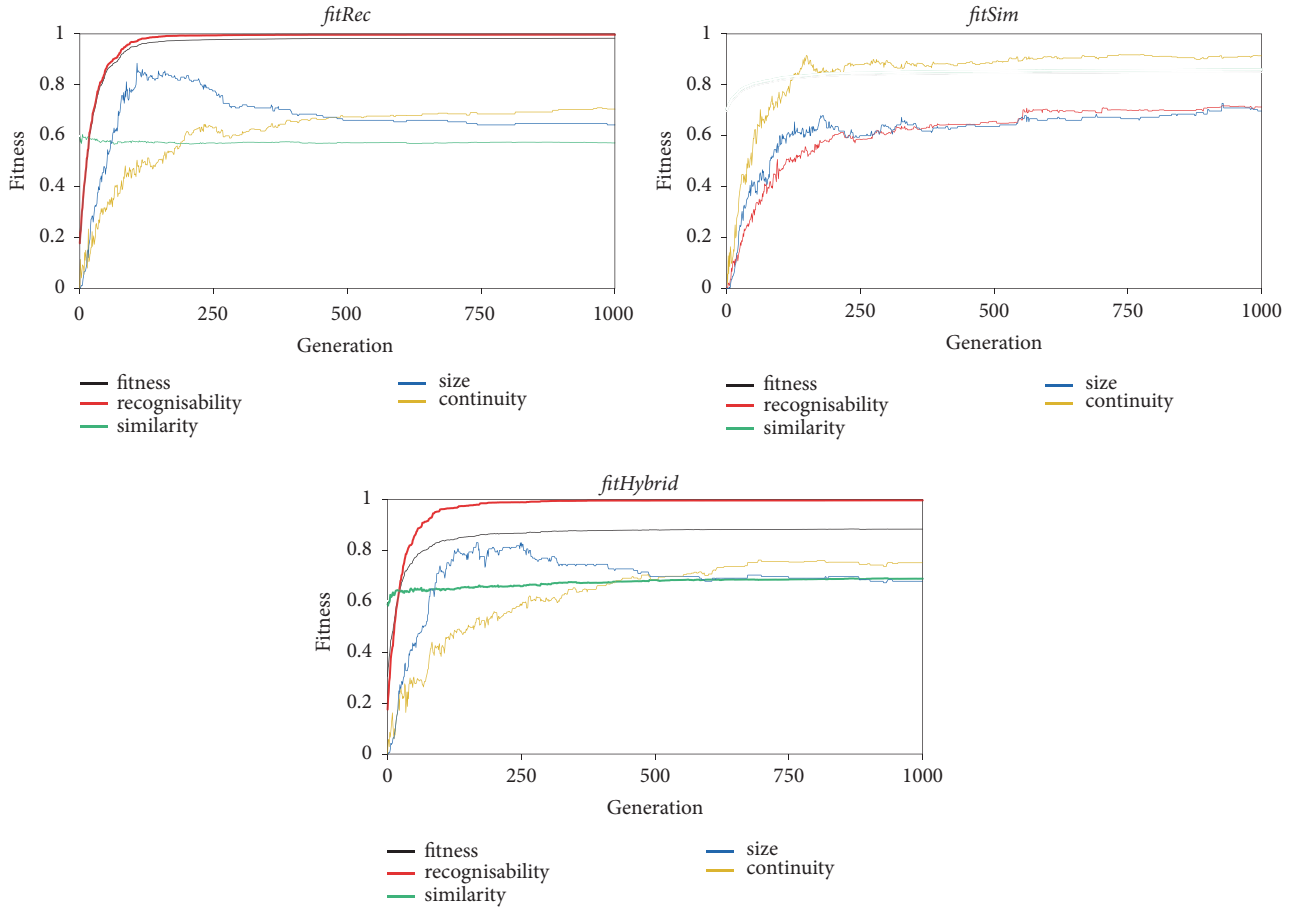 fitRec
1
0.8
0.6
0.4
0.2
0
Fitness
0 250 500 750 1000
Generation
fitness
recognisability
similarity
size
continuity
fitSim
1
0.8
0.6
0.4
0.2
0
Fitness
0 250 500 750 1000
Generation
fitness
recognisability
similarity
size
continuity
fitHybrid
1
0.8
0.6
0.4
0.2
0
Fitness
0 250 500 750 1000
Generation
fitness
recognisability
similarity
size
continuity